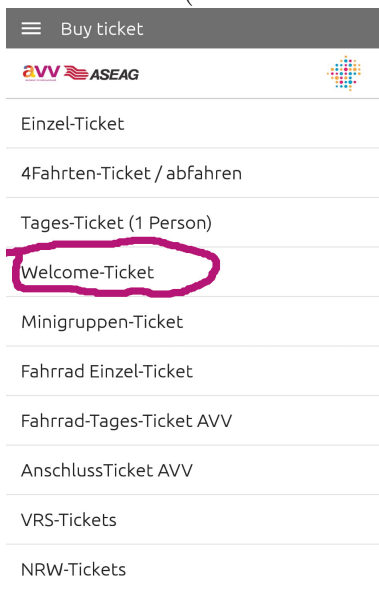 Buy ticket
avv ASEAG
Einzel-Ticket
4Fahrten-Ticket / abfahren
Tages-Ticket (1 Person)
Welcome-Ticket
Minigruppen-Ticket
Fahrrad Einzel-Ticket
Fahrrad-Tages-Ticket AVV
AnschlussTicket AVV
VRS-Tickets
NRW-Tickets